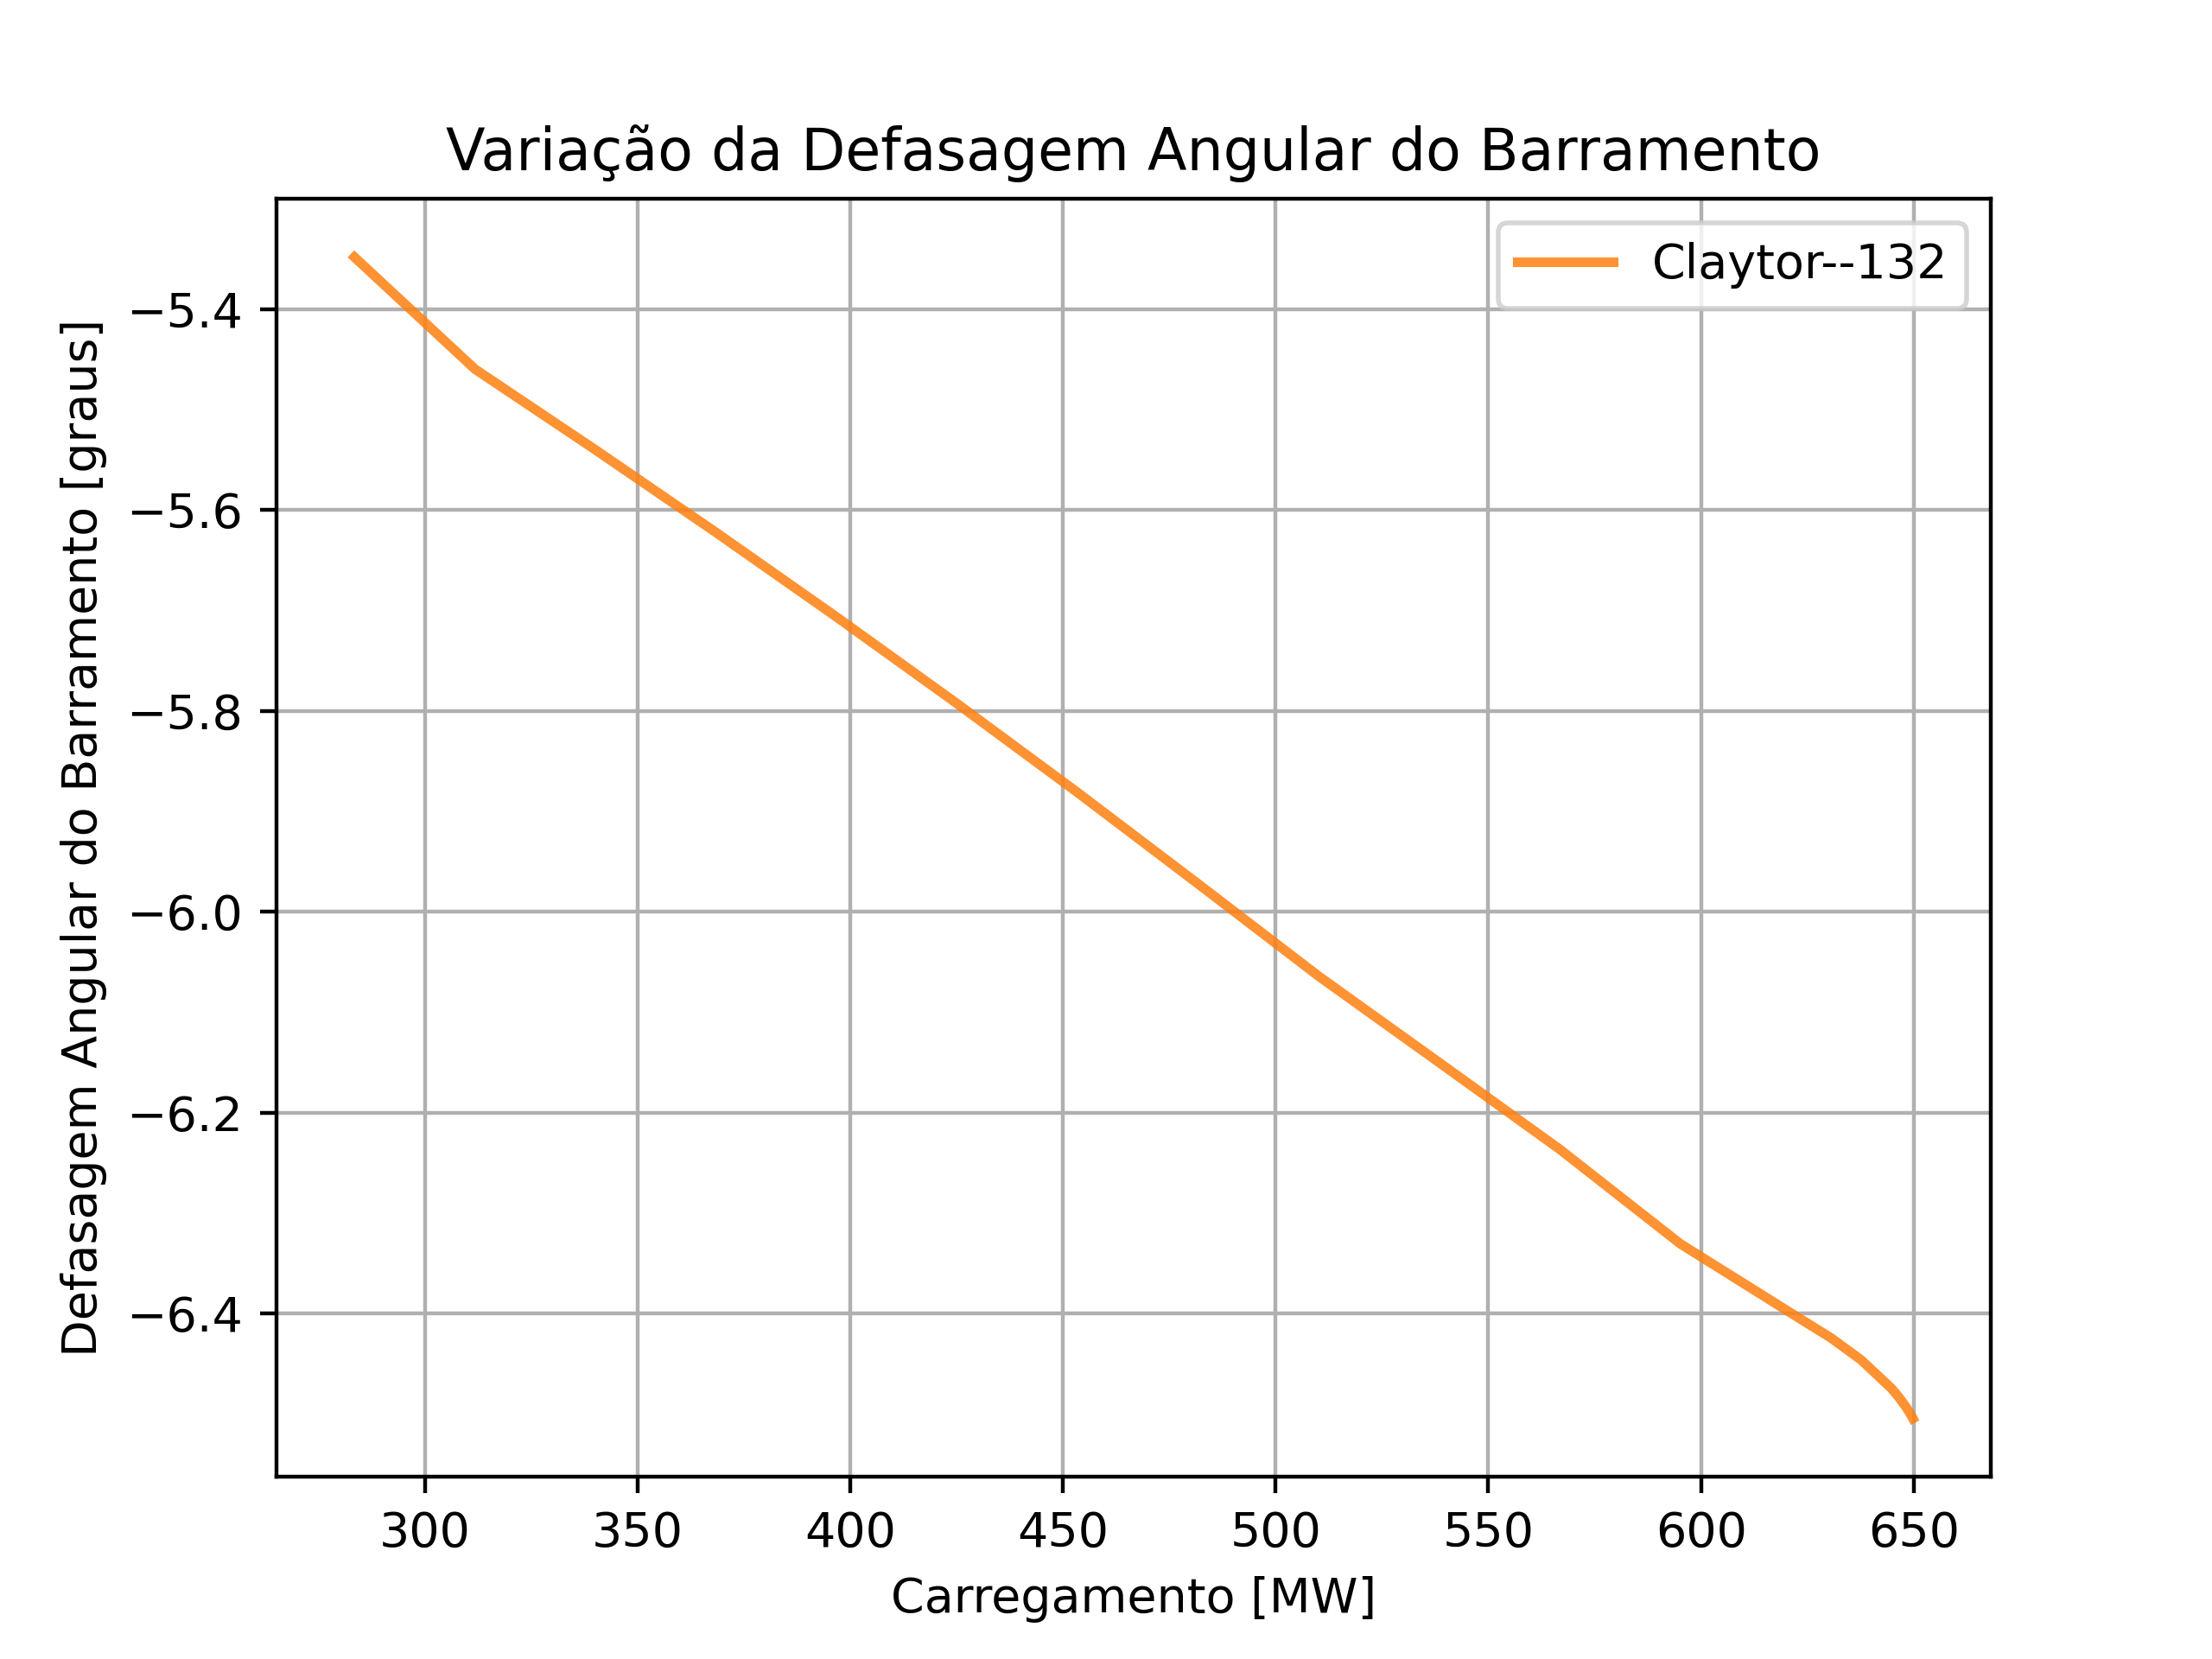 Variação da Defasagem Angular do Barramento
Claytor--132
Defasagem Angular do Barramento [graus]
−5.4
−5.6
−5.8
−6.0
−6.2
−6.4
300 350 400 450 500 550 600 650
Carregamento [MW]